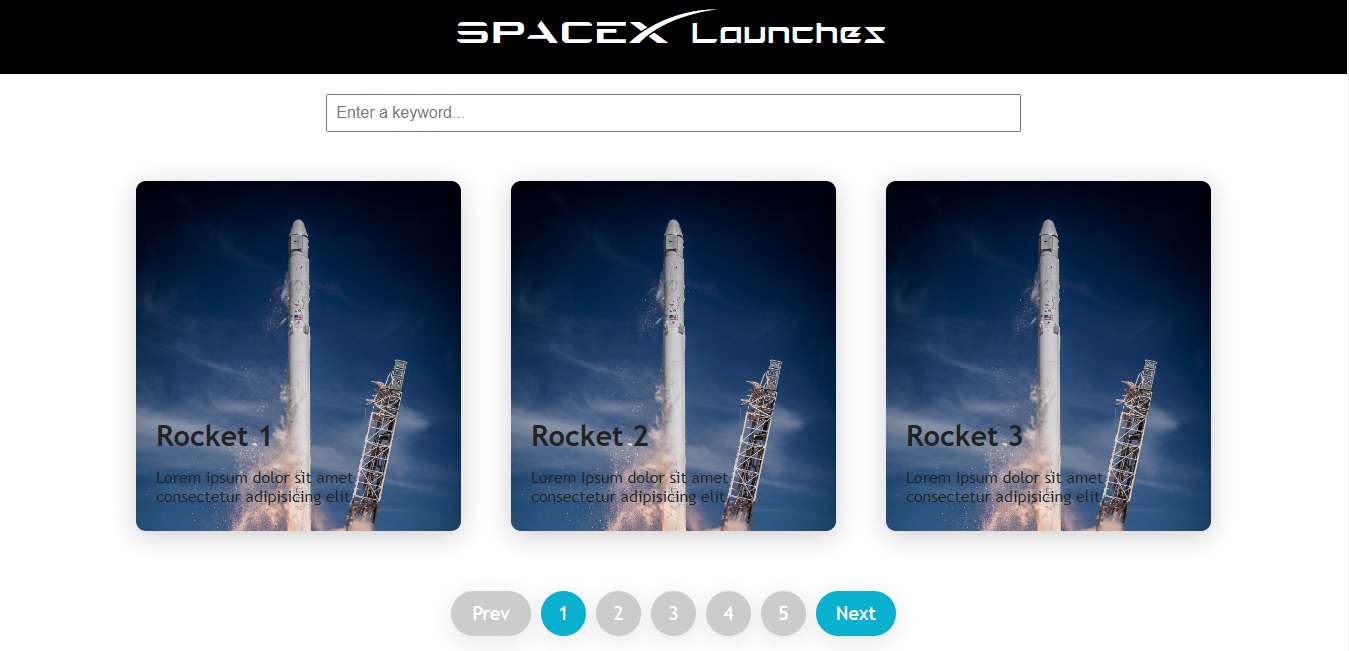 SPACEX Launches
Enter a keyword...
Rocket 1
Lorem ipsum dolor sit amet
consectetur adipisicing elit
Rocket 2
Lorem ipsum dolor sit amet
consectetur adipisicing elit
Rocket 3
Lorem ipsum dolor sit amet
consectetur adipisicing elit
Prev 1 2 3 4 5 Next